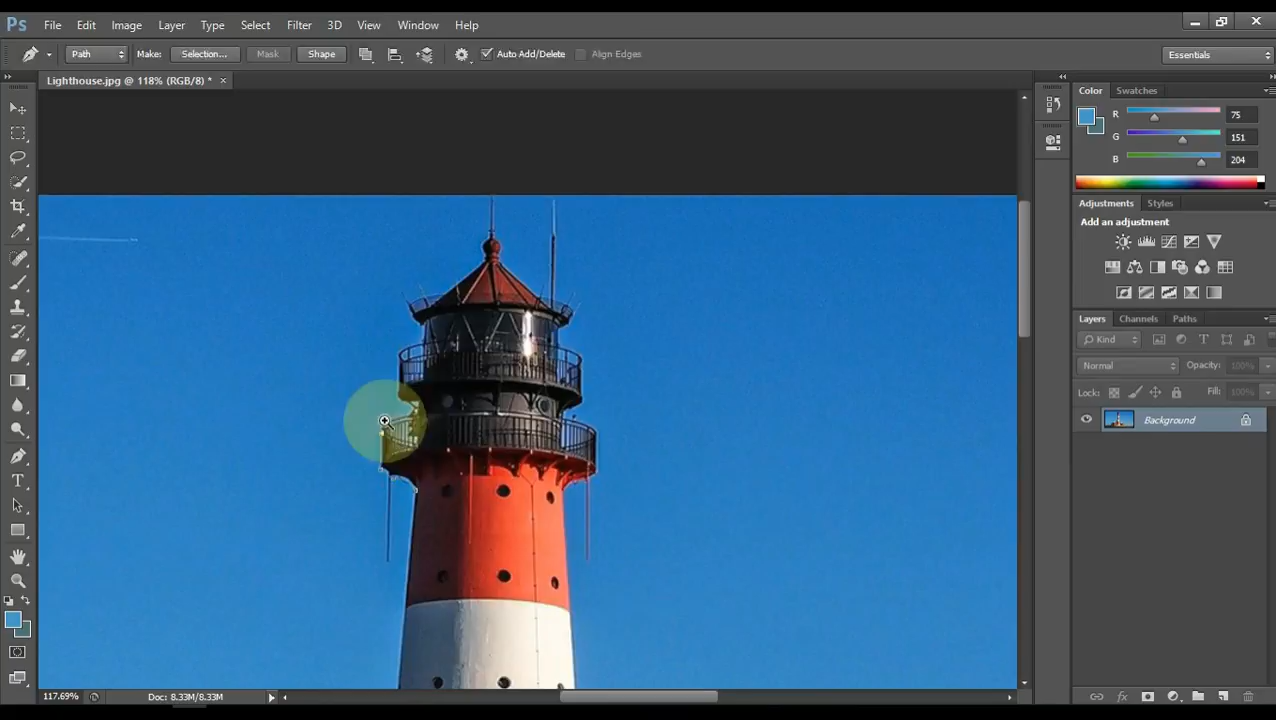 Ps File Edit Image Layer Type Select Filter 3D View Window Help
Path Make: Selection... Mask Shape Auto Add/Delete Align Edges Essentials
Lighthouse.jpg @ 118% (RGB/8) * ×
Color Swatches
R 75
G 151
B 204
Adjustments Styles
Add an adjustment
Layers Channels Paths
Kind
Normal Opacity: 100%
Lock: Fill: 100%
Background
117.69% Doc: 8.33M/8.33M